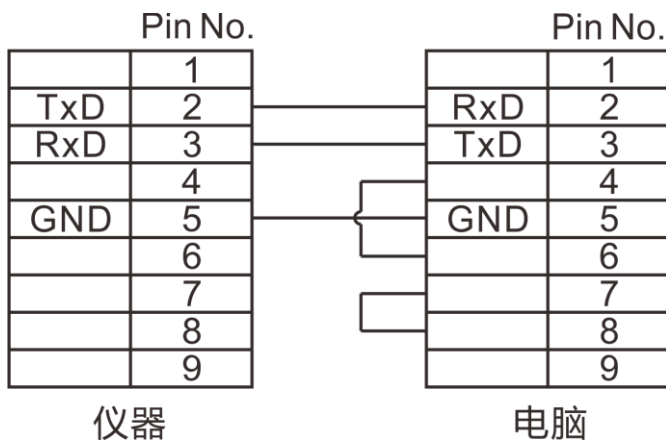 Pin No. Pin No.
1 1
TxD 2 RxD 2
RxD 3 TxD 3
4 4
GND 5 GND 5
6 6
7 7
8 8
9 9
仪器 电脑